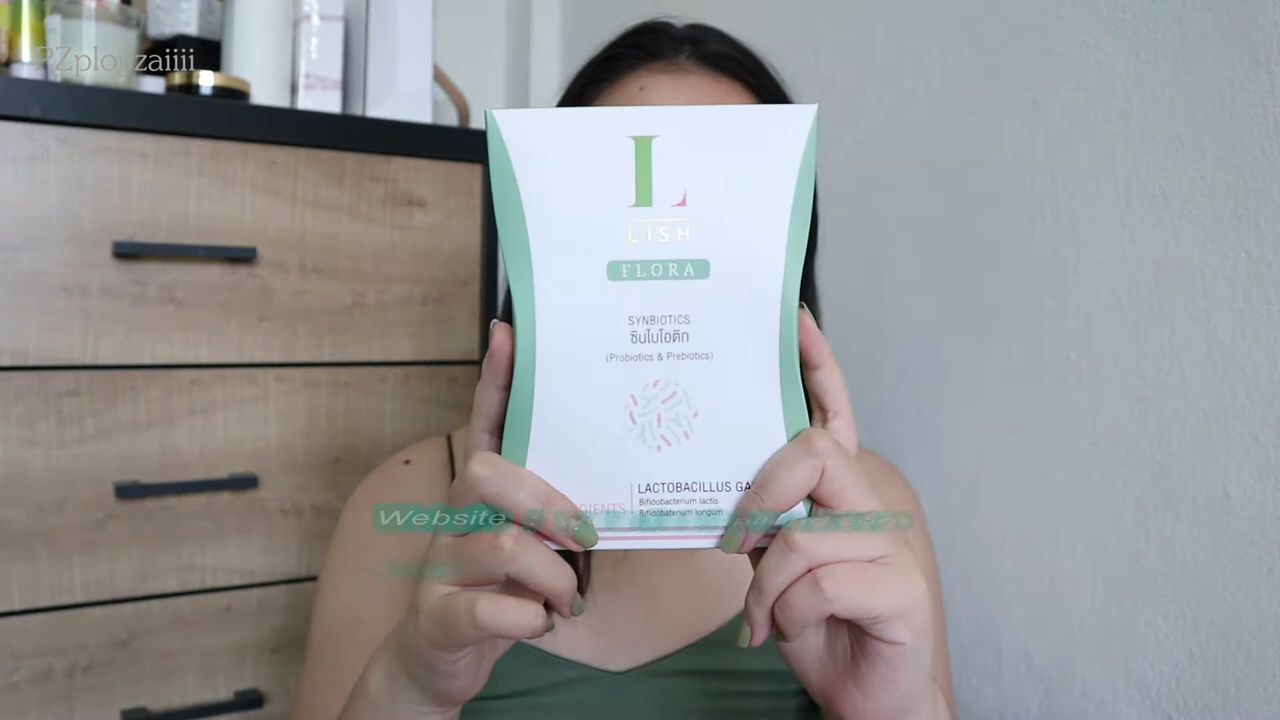 PZployzaiiii
L
LISH
FLORA
SYNBIOTICS
ซินไบโอติก
(Probiotics & Prebiotics)
LACTOBACILLUS GA
Bifidobacterium lactis
Bifidobaterium longum
Website